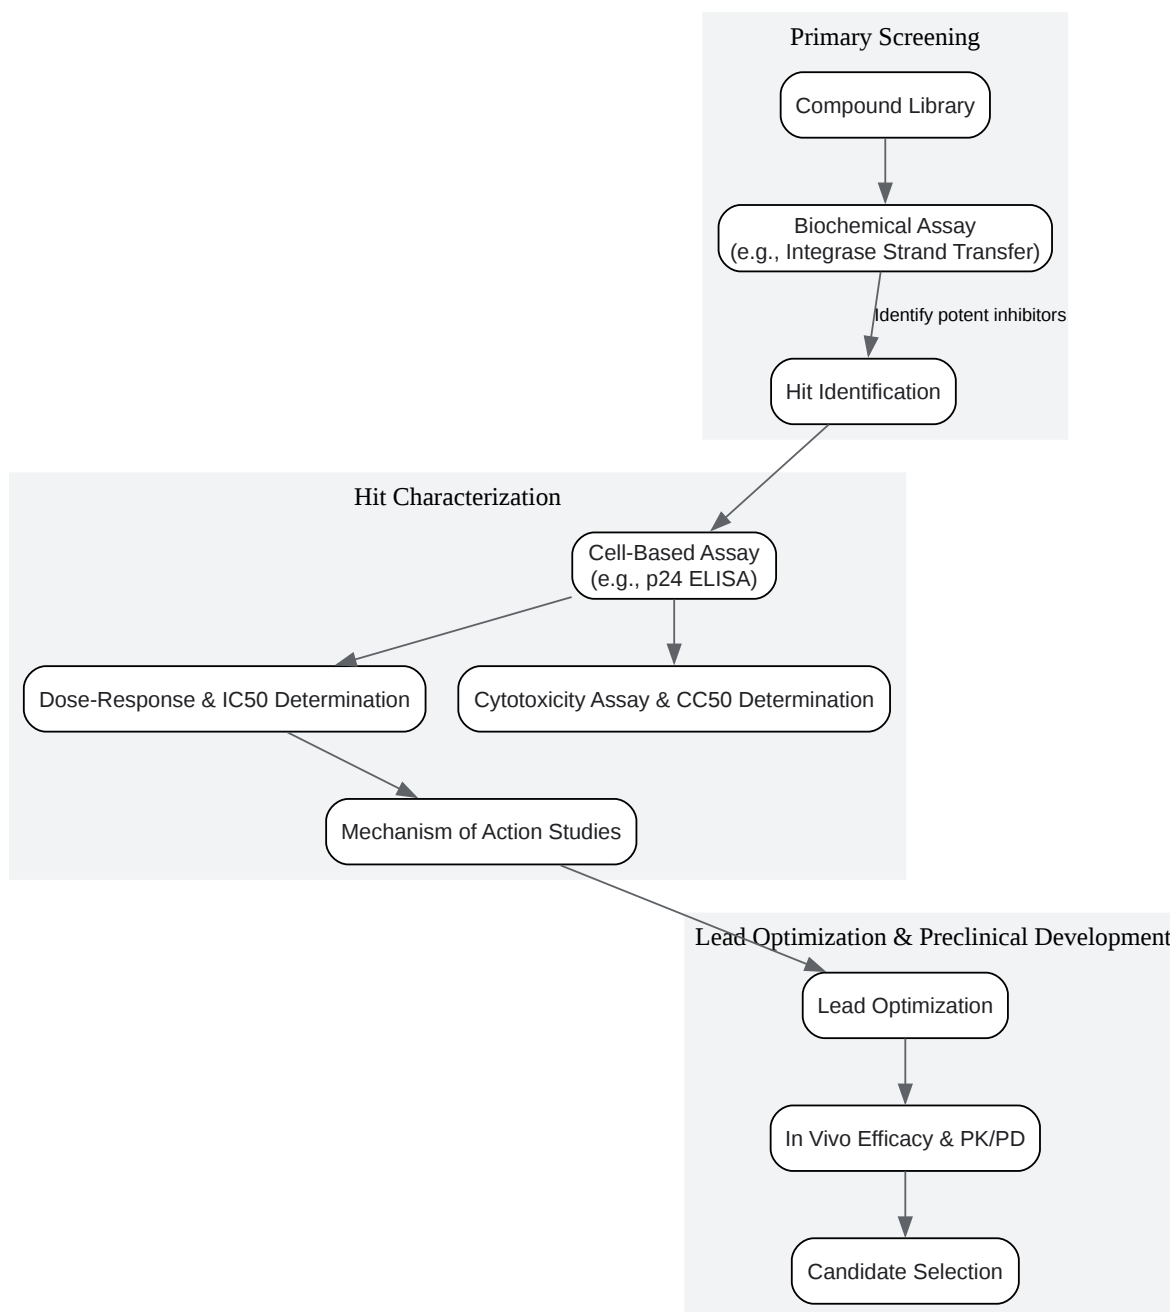 Primary Screening
Compound Library
Biochemical Assay
(e.g., Integrase Strand Transfer)
Identify potent inhibitors
Hit Identification
Hit Characterization
Cell-Based Assay
(e.g., p24 ELISA)
Dose-Response & IC50 Determination
Cytotoxicity Assay & CC50 Determination
Mechanism of Action Studies
Lead Optimization & Preclinical Development
Lead Optimization
In Vivo Efficacy & PK/PD
Candidate Selection